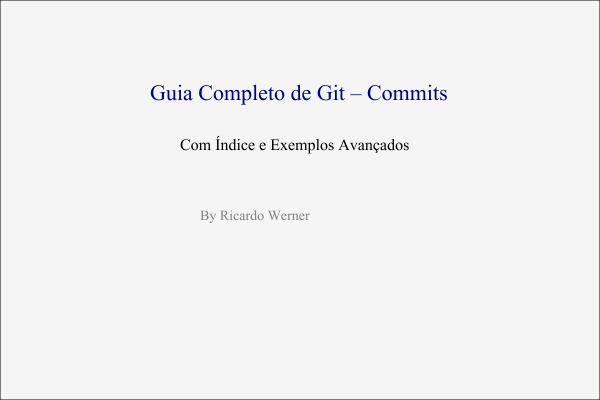 Guia Completo de Git – Commits
Com Índice e Exemplos Avançados
By Ricardo Werner